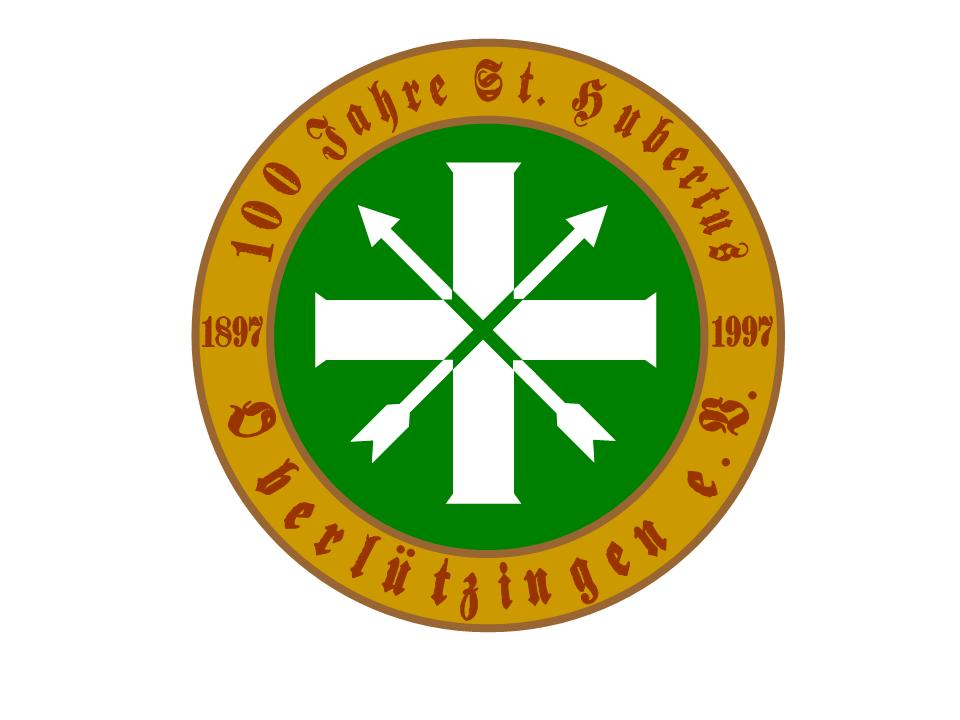 100 Jahre St. Hubertus
1897
1997
Oberlützingen e. V.